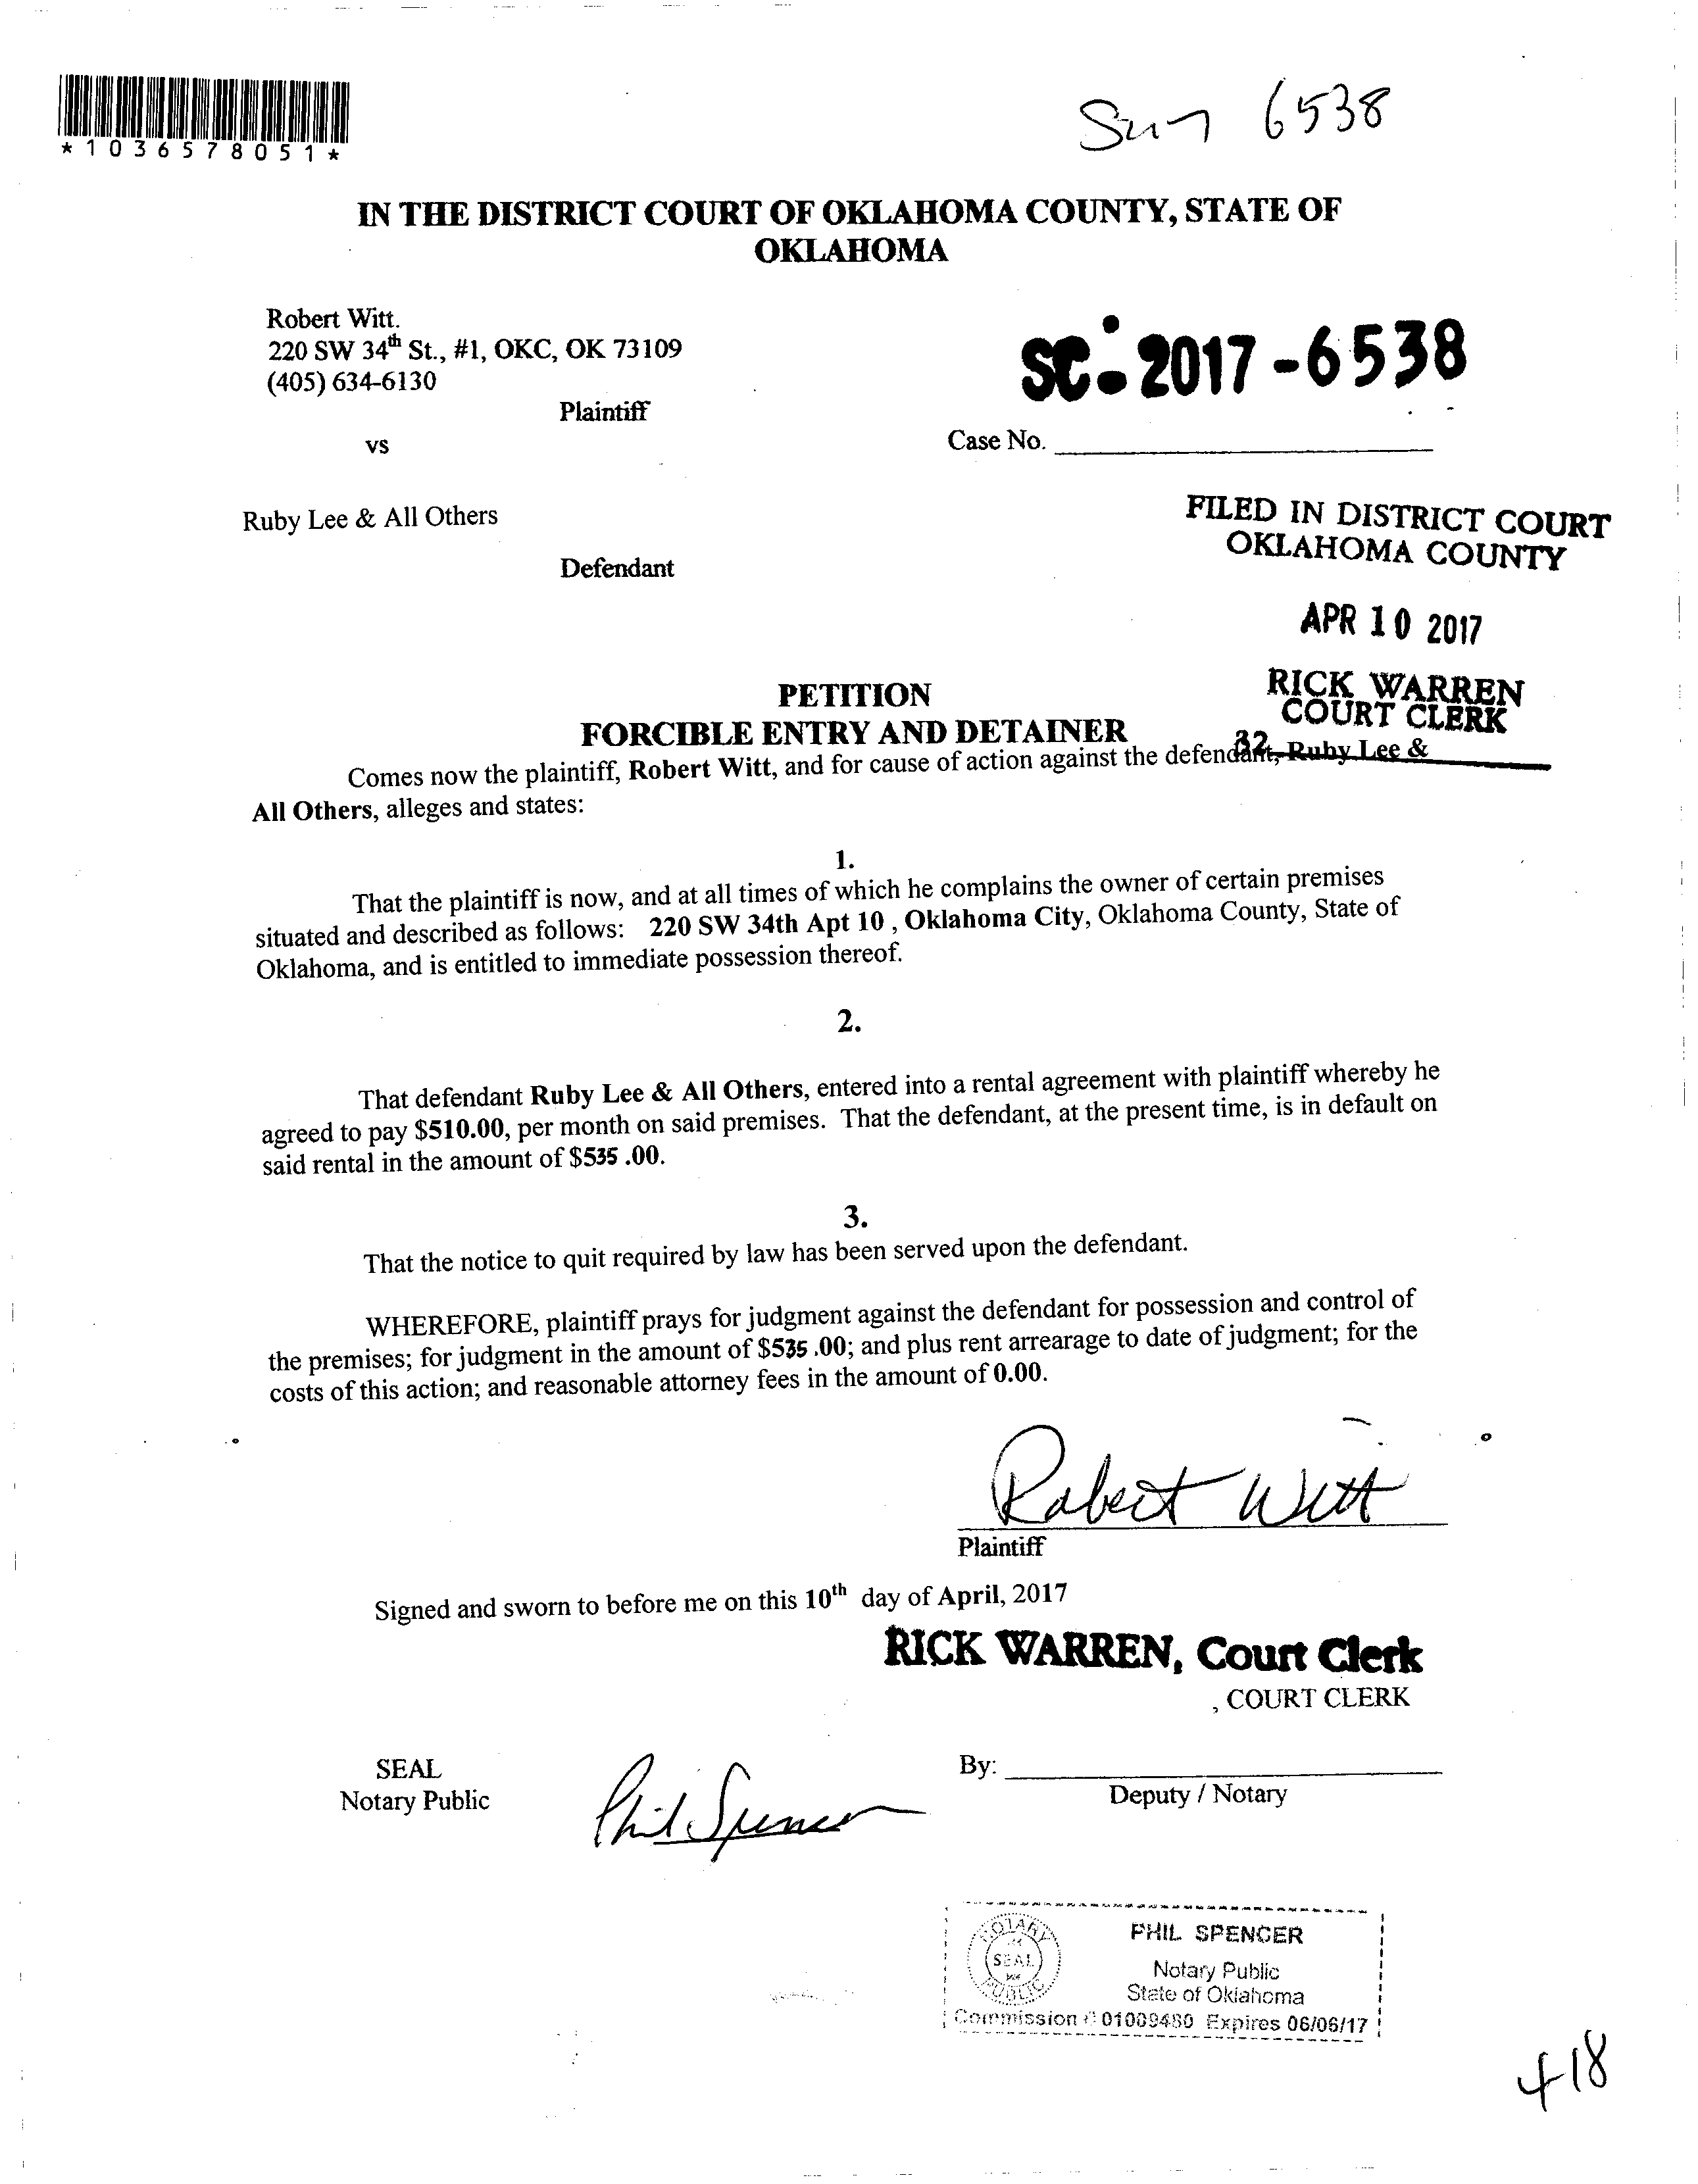 *1036578051*
6538
IN THE DISTRICT COURT OF OKLAHOMA COUNTY, STATE OF
OKLAHOMA
Robert Witt.
220 SW 34th St., #1, OKC, OK 73109
(405) 634-6130
Plaintiff
SC: 2017-6538
vs
Case No.
Ruby Lee & All Others
Defendant
FILED IN DISTRICT COURT
OKLAHOMA COUNTY
APR 10 2017
RICK WARREN
COURT CLERK
32
PETITION
FORCIBLE ENTRY AND DETAINER
Comes now the plaintiff, Robert Witt, and for cause of action against the defendant, Ruby Lee &
All Others, alleges and states:
1.
That the plaintiff is now, and at all times of which he complains the owner of certain premises
situated and described as follows: 220 SW 34th Apt 10 , Oklahoma City, Oklahoma County, State of
Oklahoma, and is entitled to immediate possession thereof.
2.
That defendant Ruby Lee & All Others, entered into a rental agreement with plaintiff whereby he
agreed to pay $510.00, per month on said premises. That the defendant, at the present time, is in default on
said rental in the amount of $535 .00.
3.
That the notice to quit required by law has been served upon the defendant.
WHEREFORE, plaintiff prays for judgment against the defendant for possession and control of
the premises; for judgment in the amount of $535 .00; and plus rent arrearage to date of judgment; for the
costs of this action; and reasonable attorney fees in the amount of 0.00.
Robert Witt
Plaintiff
Signed and sworn to before me on this 10th day of April, 2017
RICK WARREN, Court Clerk
, COURT CLERK
SEAL
Notary Public
Phil Spencer
By:
Deputy / Notary
NOTARY
SEAL
PUBLIC
PHIL SPENCER
Notary Public
State of Oklahoma
Commission # 01009480 Expires 06/06/17
418